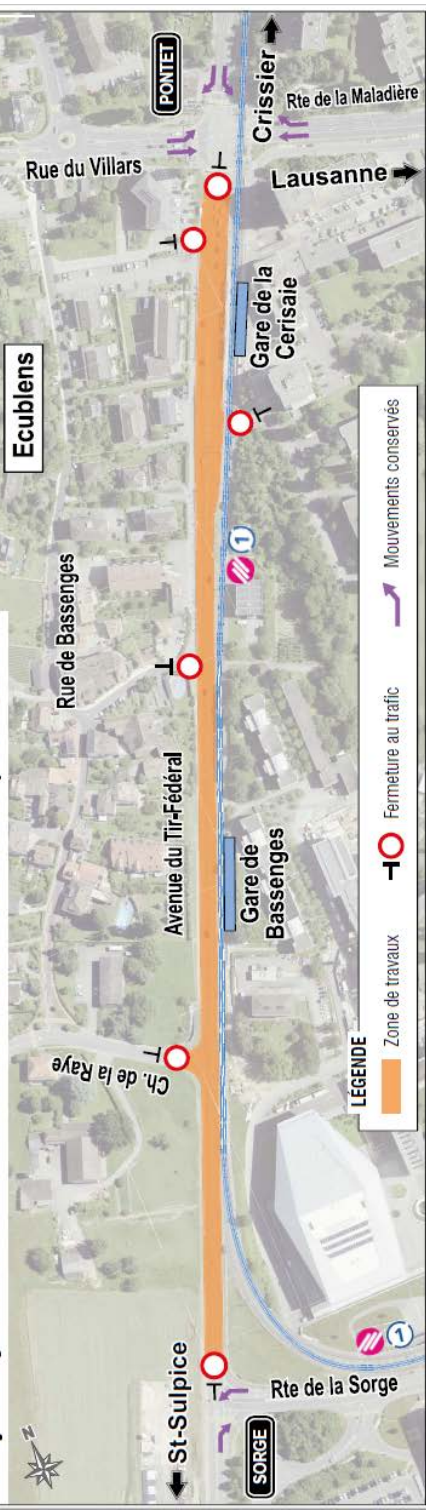 N
St-Sulpice
SORGE
Rte de la Sorge
1
Ch. de la Raye
Avenue du Tir-Fédéral
Gare de
Bassenges
Rue de Bassenges
1
Ecublens
Gare de la
Cerisaie
Rue du Villars
PONTET
Crissier
Rte de la Maladière
Lausanne
LÉGENDE
Zone de travaux
Fermeture au trafic
Mouvements conservés